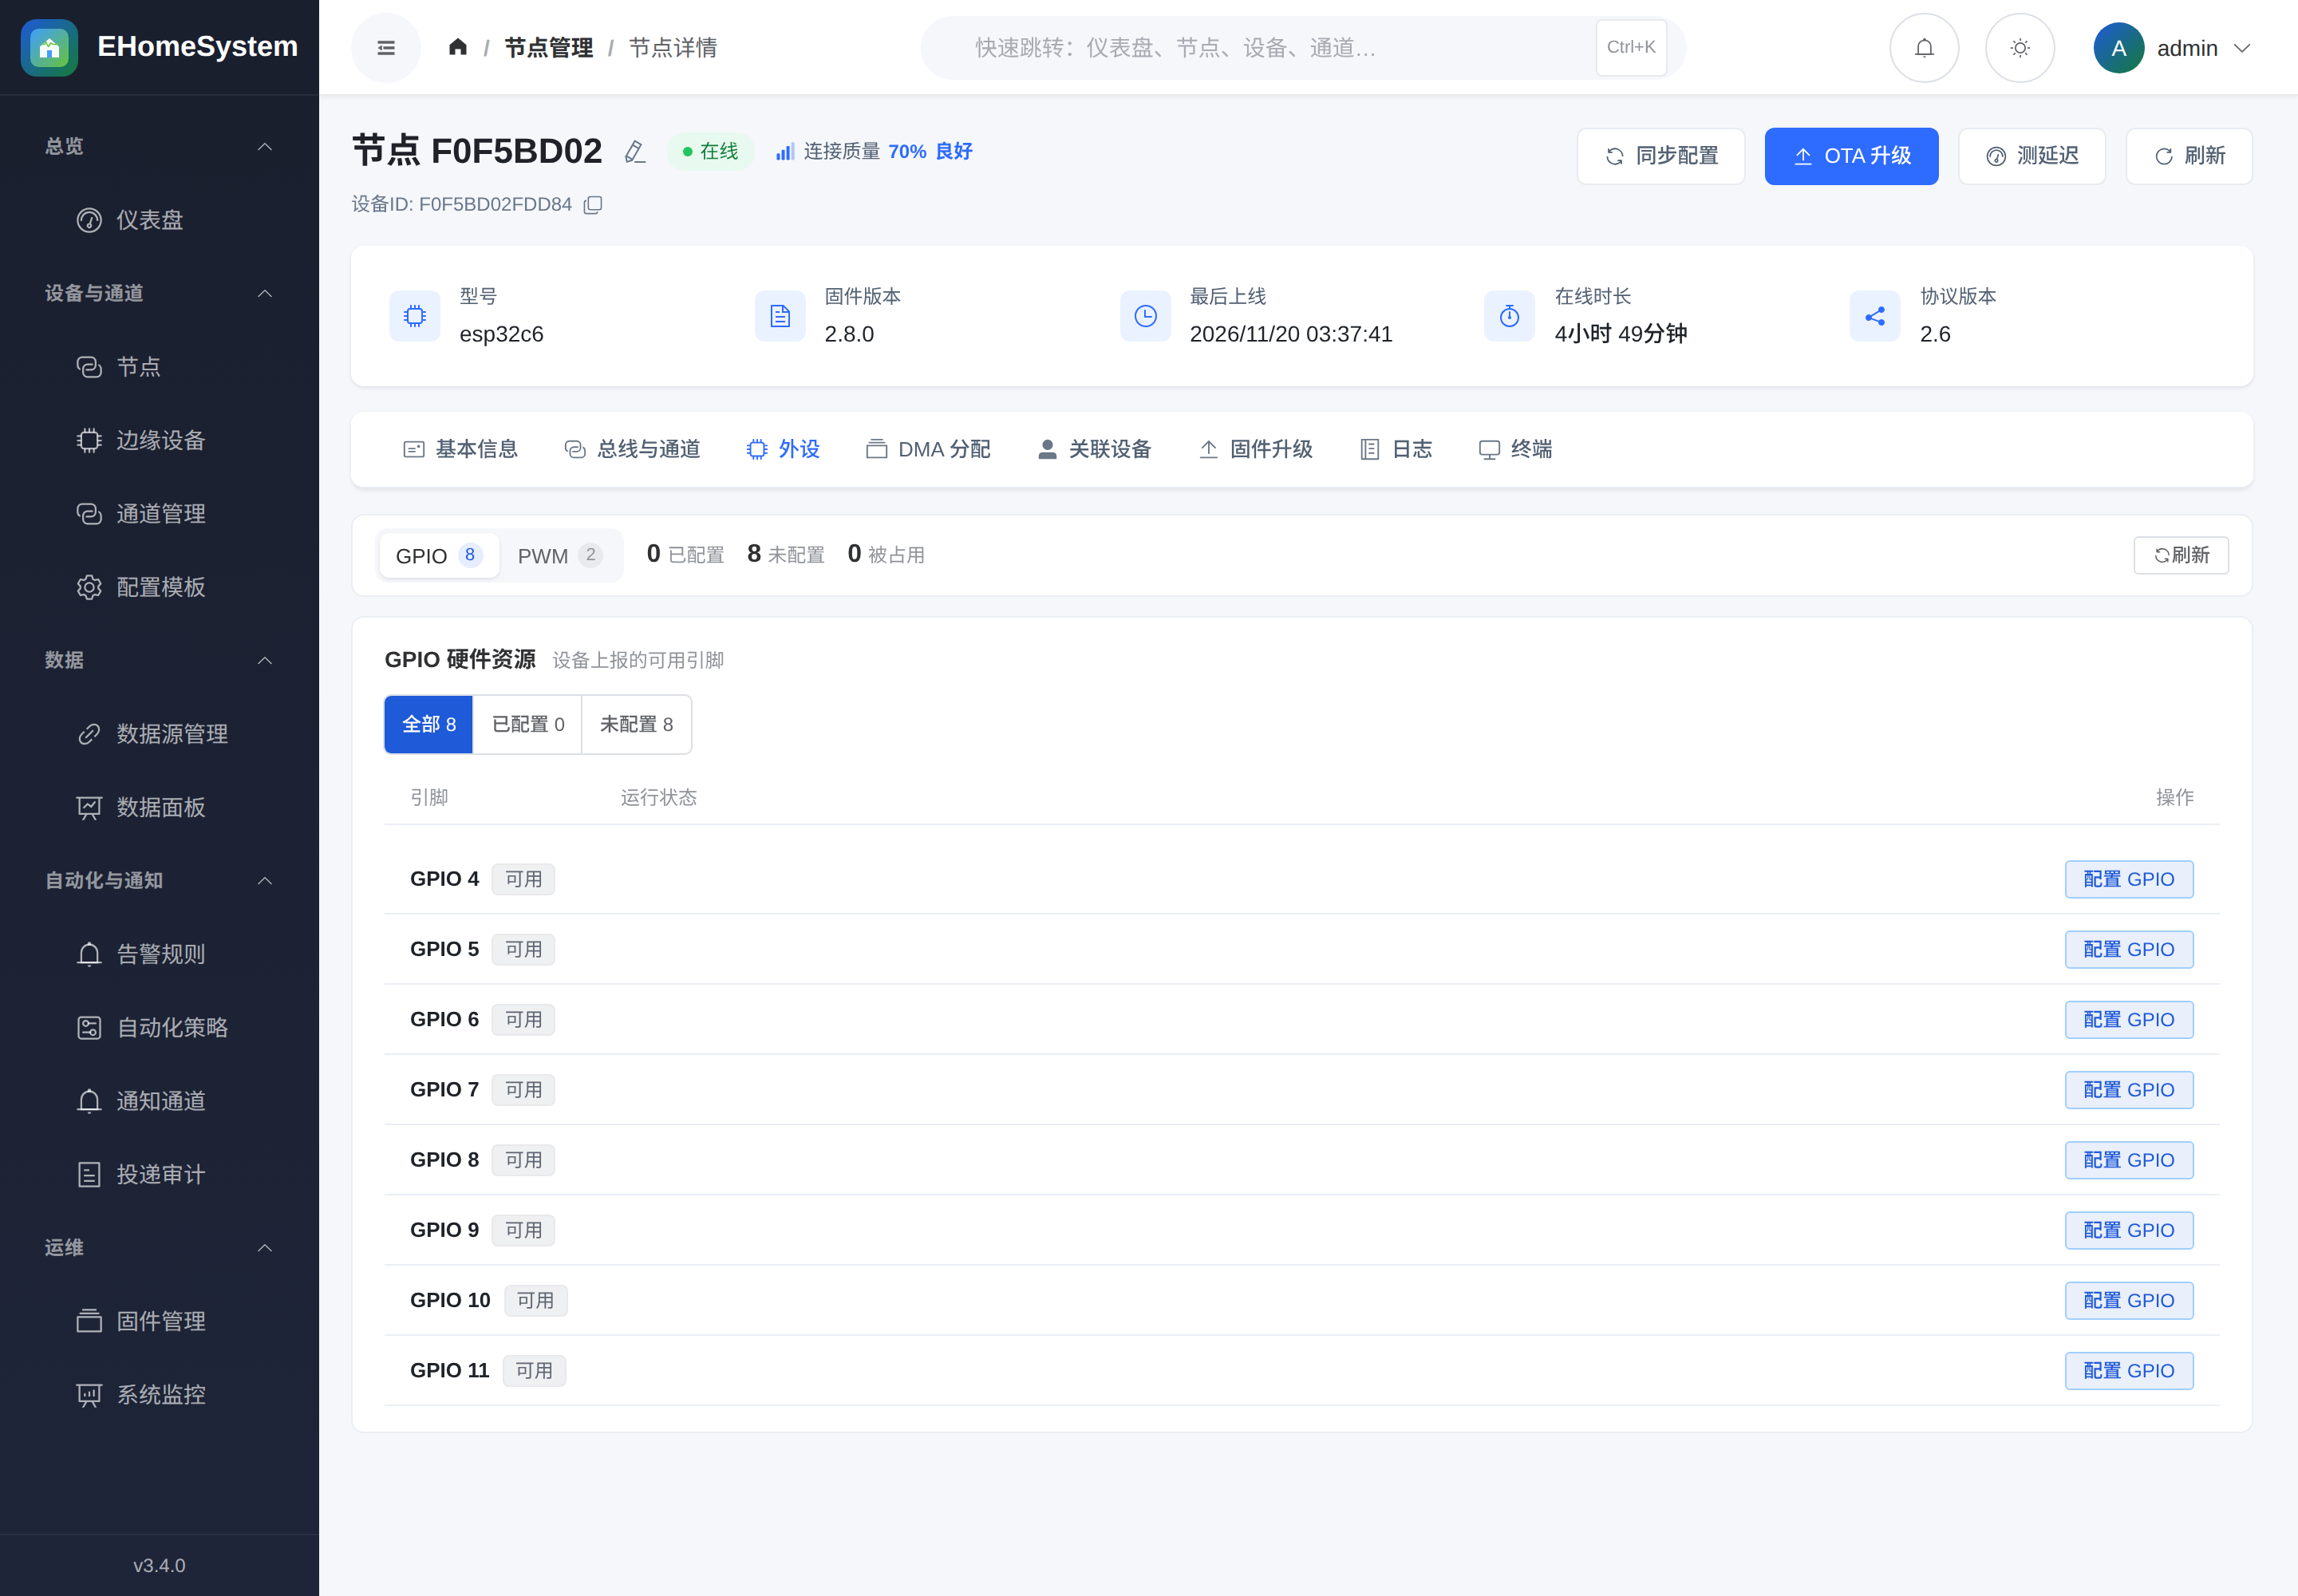 EHomeSystem
总览
仪表盘
设备与通道
节点
边缘设备
通道管理
配置模板
数据
数据源管理
数据面板
自动化与通知
告警规则
自动化策略
通知通道
投递审计
运维
固件管理
系统监控
v3.4.0
/ 节点管理 / 节点详情
快速跳转：仪表盘、节点、设备、通道…
Ctrl+K
A admin
节点 F0F5BD02 在线 连接质量 70% 良好
同步配置 OTA 升级 测延迟 刷新
设备ID: F0F5BD02FDD84
型号
esp32c6
固件版本
2.8.0
最后上线
2026/11/20 03:37:41
在线时长
4小时 49分钟
协议版本
2.6
基本信息 总线与通道 外设 DMA 分配 关联设备 固件升级 日志 终端
GPIO 8 PWM 2 0 已配置 8 未配置 0 被占用 刷新
GPIO 硬件资源 设备上报的可用引脚
全部 8 已配置 0 未配置 8
引脚 运行状态 操作
GPIO 4 可用 配置 GPIO
GPIO 5 可用 配置 GPIO
GPIO 6 可用 配置 GPIO
GPIO 7 可用 配置 GPIO
GPIO 8 可用 配置 GPIO
GPIO 9 可用 配置 GPIO
GPIO 10 可用 配置 GPIO
GPIO 11 可用 配置 GPIO